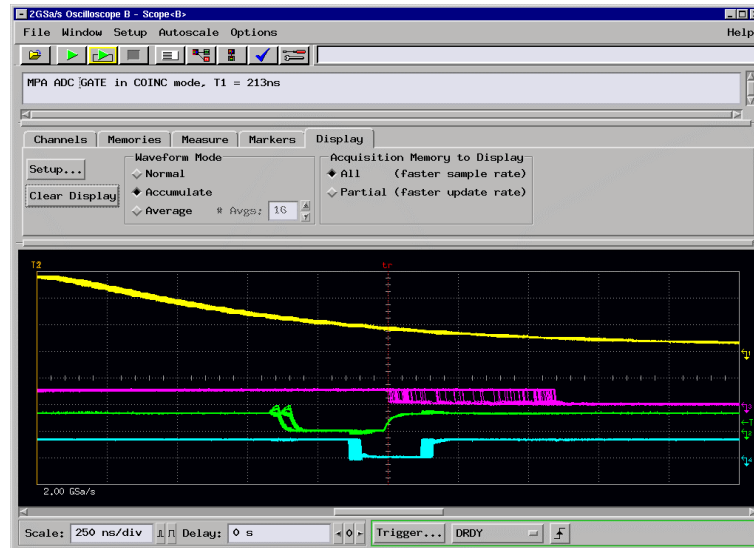 2GSa/s Oscilloscope B - Scope<B>
File Window Setup Autoscale Options Help
MPA ADC GATE in COINC mode, T1 = 213ns
Channels Memories Measure Markers Display
Waveform Mode Acquisition Memory to Display
Setup... Normal All (faster sample rate)
Clear Display Accumulate Partial (faster update rate)
Average # Avgs: 16
tr
2.00 GSa/s
Scale: 250 ns/div Delay: 0 s 0 Trigger... DRDY